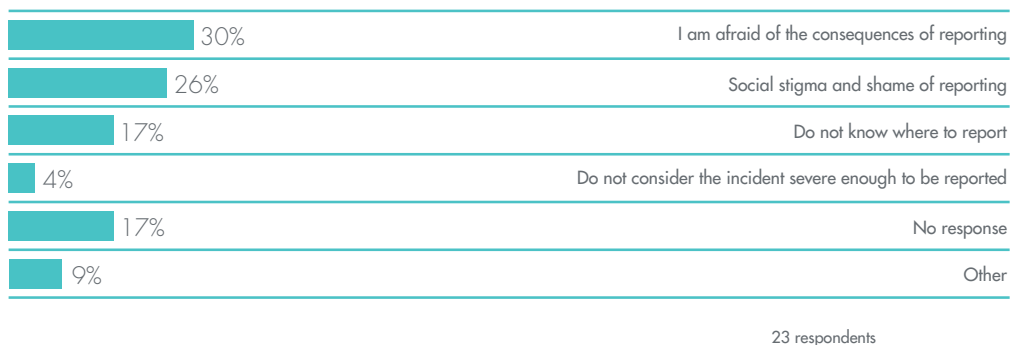 30% I am afraid of the consequences of reporting
26% Social stigma and shame of reporting
17% Do not know where to report
4% Do not consider the incident severe enough to be reported
17% No response
9% Other
23 respondents